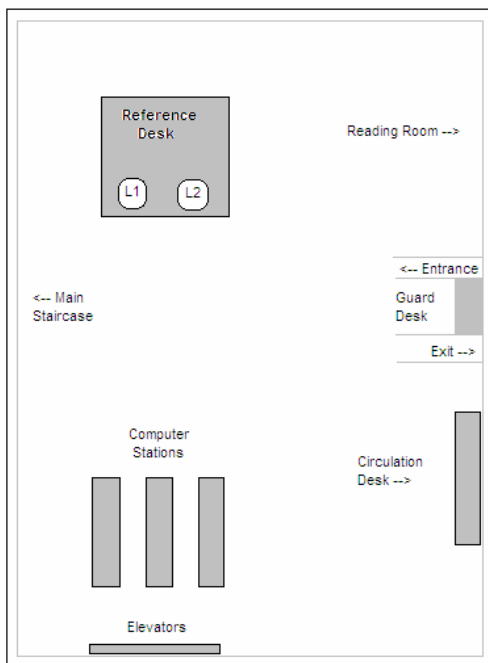 Reference
Desk
L1
L2
Reading Room -->
<-- Entrance
Guard
Desk
Exit -->
<-- Main
Staircase
Computer
Stations
Circulation
Desk -->
Elevators